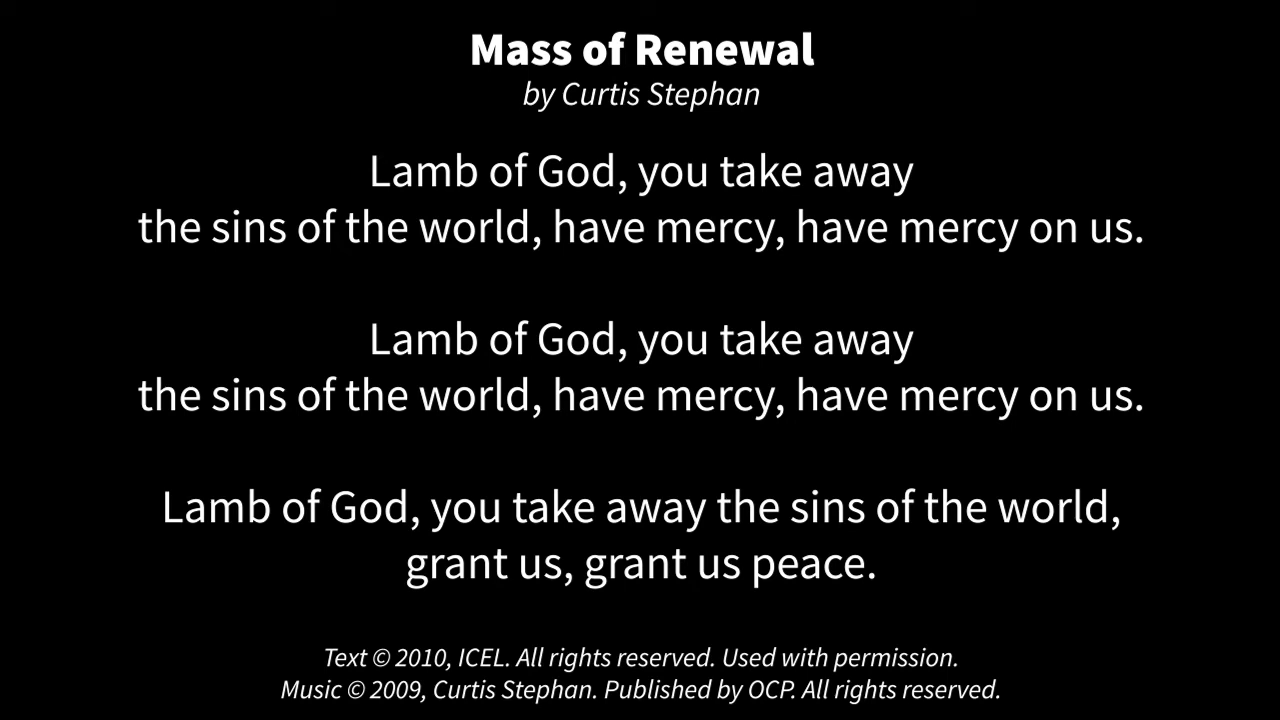 Mass of Renewal
by Curtis Stephan
Lamb of God, you take away
the sins of the world, have mercy, have mercy on us.
Lamb of God, you take away
the sins of the world, have mercy, have mercy on us.
Lamb of God, you take away the sins of the world,
grant us, grant us peace.
Text © 2010, ICEL. All rights reserved. Used with permission.
Music © 2009, Curtis Stephan. Published by OCP. All rights reserved.